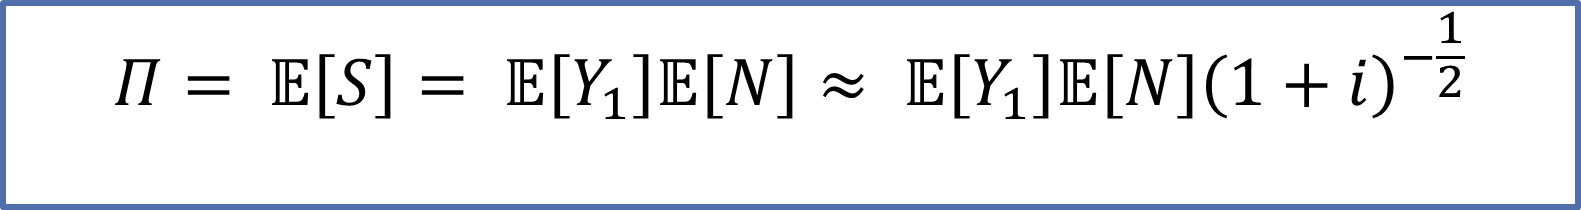 𝛱 = 𝔼[𝑆] = 𝔼[𝑌₁]𝔼[𝑁] ≈ 𝔼[𝑌₁]𝔼[𝑁](1 + 𝑖)^(−1/2)